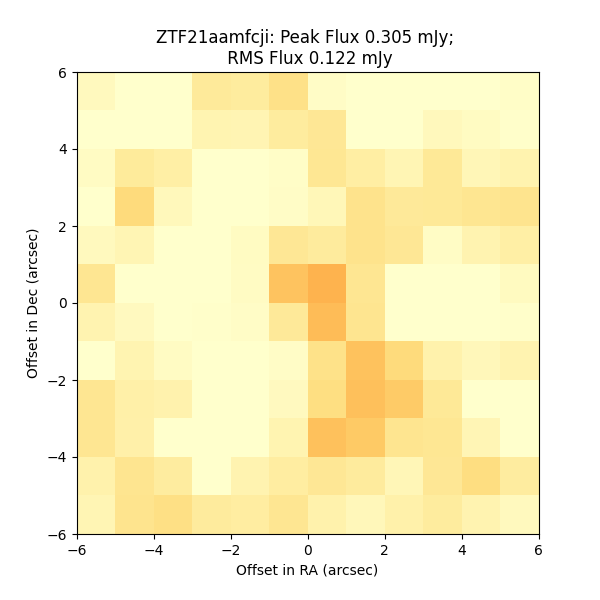 ZTF21aamfcji: Peak Flux 0.305 mJy;
RMS Flux 0.122 mJy
6
4
2
0
−2
−4
−6
Offset in Dec (arcsec)
−6 −4 −2 0 2 4 6
Offset in RA (arcsec)